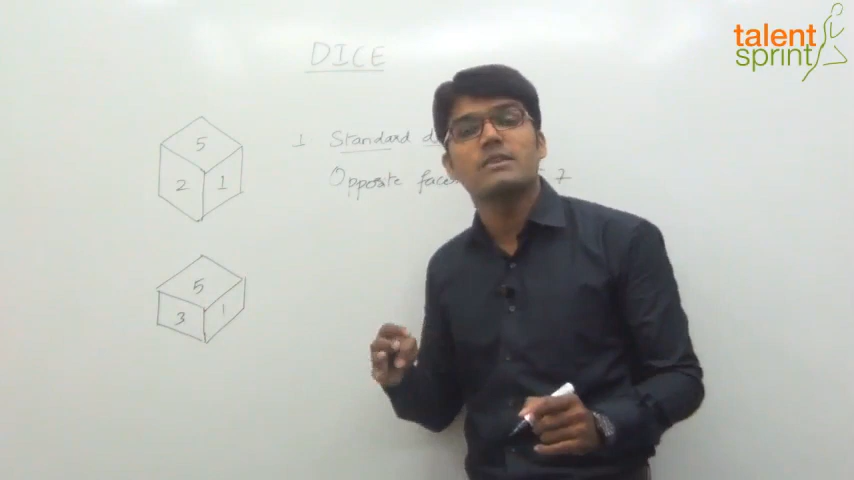 talent
sprint
DICE
5
2 1
1 Standard d
Opposite face 7
5
3 1